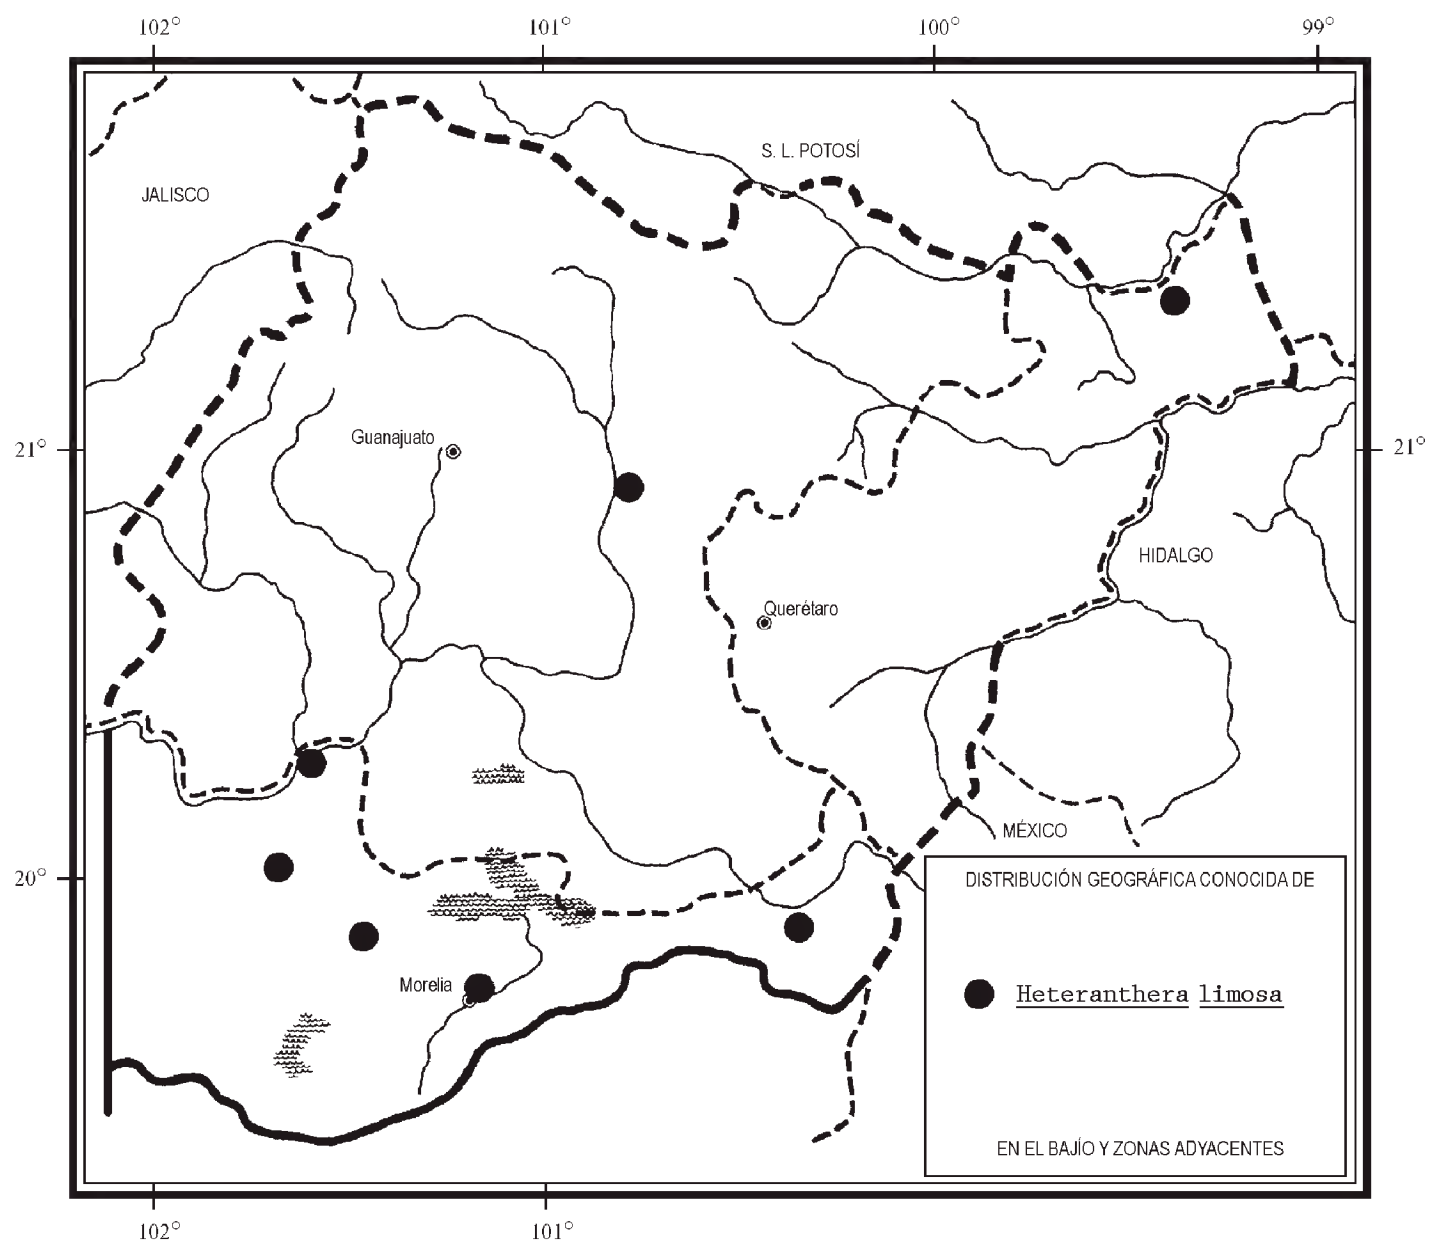 102° 101° 100° 99°
S. L. POTOSÍ
JALISCO
Guanajuato
21° 21°
HIDALGO
Querétaro
MÉXICO
20°
DISTRIBUCIÓN GEOGRÁFICA CONOCIDA DE
Morelia
Heteranthera limosa
EN EL BAJÍO Y ZONAS ADYACENTES
102° 101°